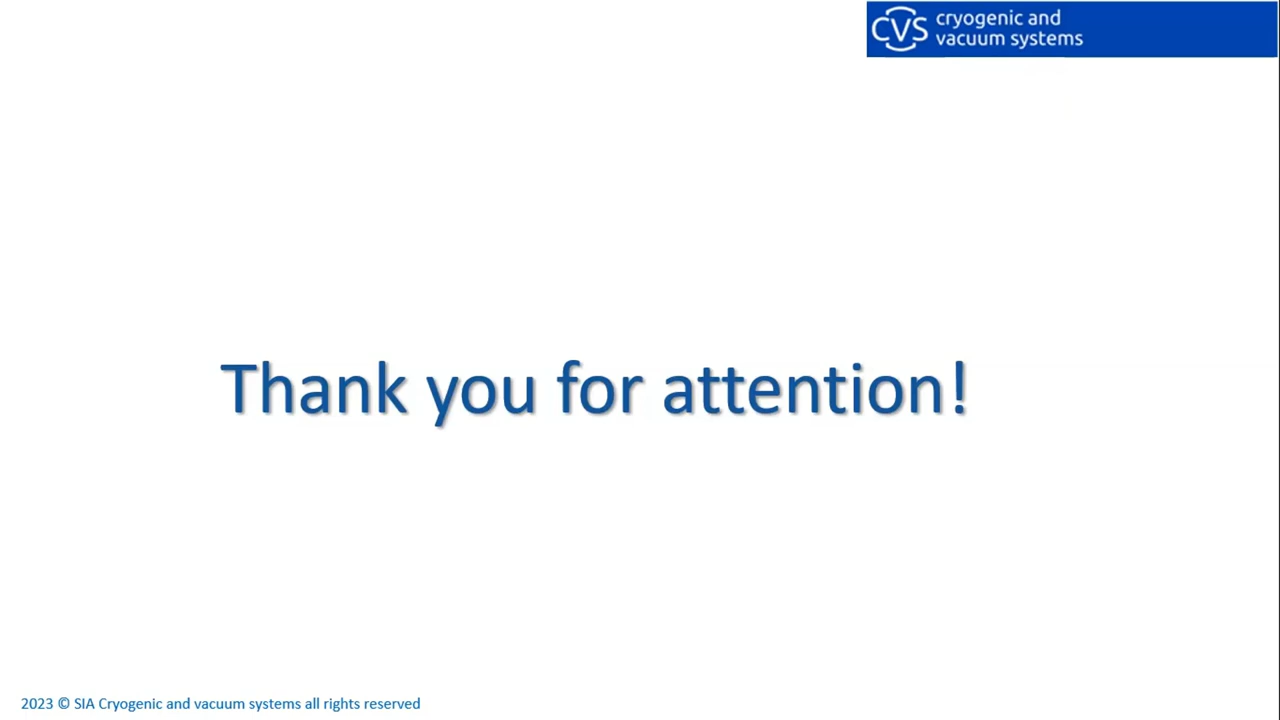 CVS cryogenic and
vacuum systems
Thank you for attention!
2023 © SIA Cryogenic and vacuum systems all rights reserved